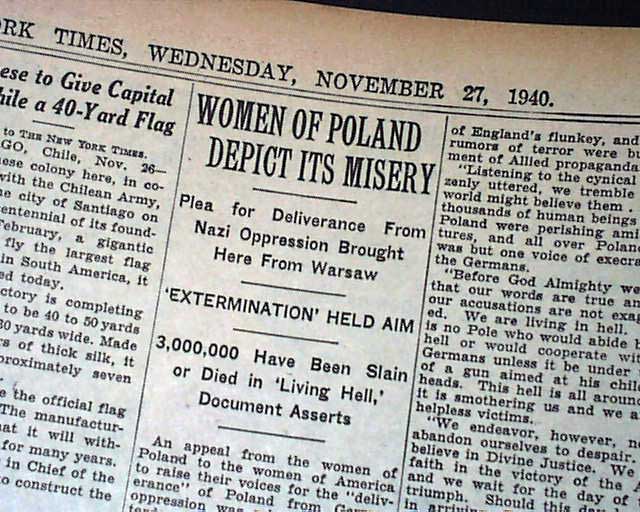 RK TIMES, WEDNESDAY, NOVEMBER 27, 1940.
ese to Give Capital
hile a 40-Yard Flag
to THE NEW YORK TIMES.
GO, Chile, Nov. 26—
ese colony here, in co-
with the Chilean Army,
e city of Santiago on
entennial of its found-
February, a gigantic
fly the largest flag
in South America, it
ed today.
ctory is completing
to be 40 to 50 yards
30 yards wide. Made
rs of thick silk, it
proximately seven
e the official flag
The manufactur-
at it will with-
for many years.
in Chief of the
to construct the
WOMEN OF POLAND
DEPICT ITS MISERY
Plea for Deliverance From
Nazi Oppression Brought
Here From Warsaw
'EXTERMINATION' HELD AIM
3,000,000 Have Been Slain
or Died in 'Living Hell,'
Document Asserts
An appeal from the women of
Poland to the women of America
to raise their voices for the "deliv-
erance" of Poland from
oppression was
of England's flunkey, and
rumors of terror were bu
ment of Allied propaganda
"Listening to the cynical
zenly uttered, we tremble
world might believe them.
thousands of human beings
Poland were perishing ami
tures, and all over Polan
was but one voice of execra
the Germans.
"Before God Almighty we
that our words are true an
our accusations are not exag
ed. We are living in hell.
is no Pole who would abide b
hell or would cooperate wit
Germans unless it be under
of a gun aimed at his chil
heads. This hell is all aroun
it is smothering us and we a
helpless victims.
"We endeavor, however, n
abandon ourselves to despair.
believe in Divine Justice. We
faith in the victory of the A
and we wait for the day of
triumph. Should this day
in arriving